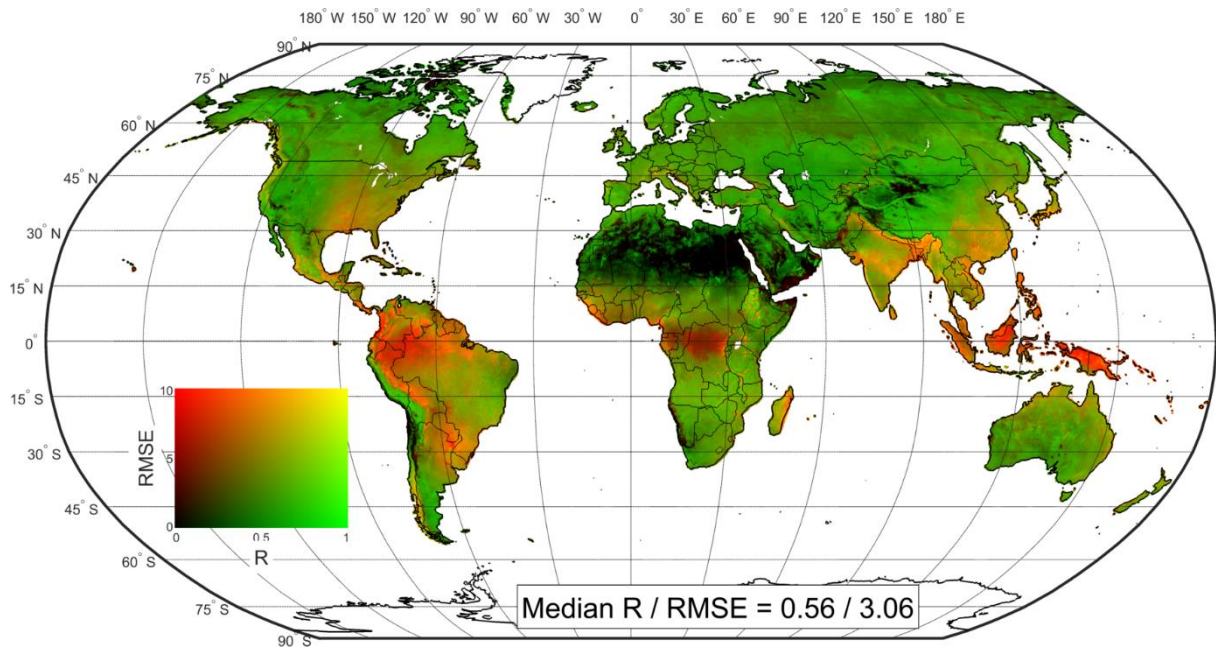 180° W 150° W 120° W 90° W 60° W 30° W 0° 30° E 60° E 90° E 120° E 150° E 180° E
90° N
75° N
60° N
45° N
30° N
15° N
0°
15° S
30° S
45° S
60° S
75° S
90° S
10
5
0
RMSE
0 0.5 1
R
Median R / RMSE = 0.56 / 3.06